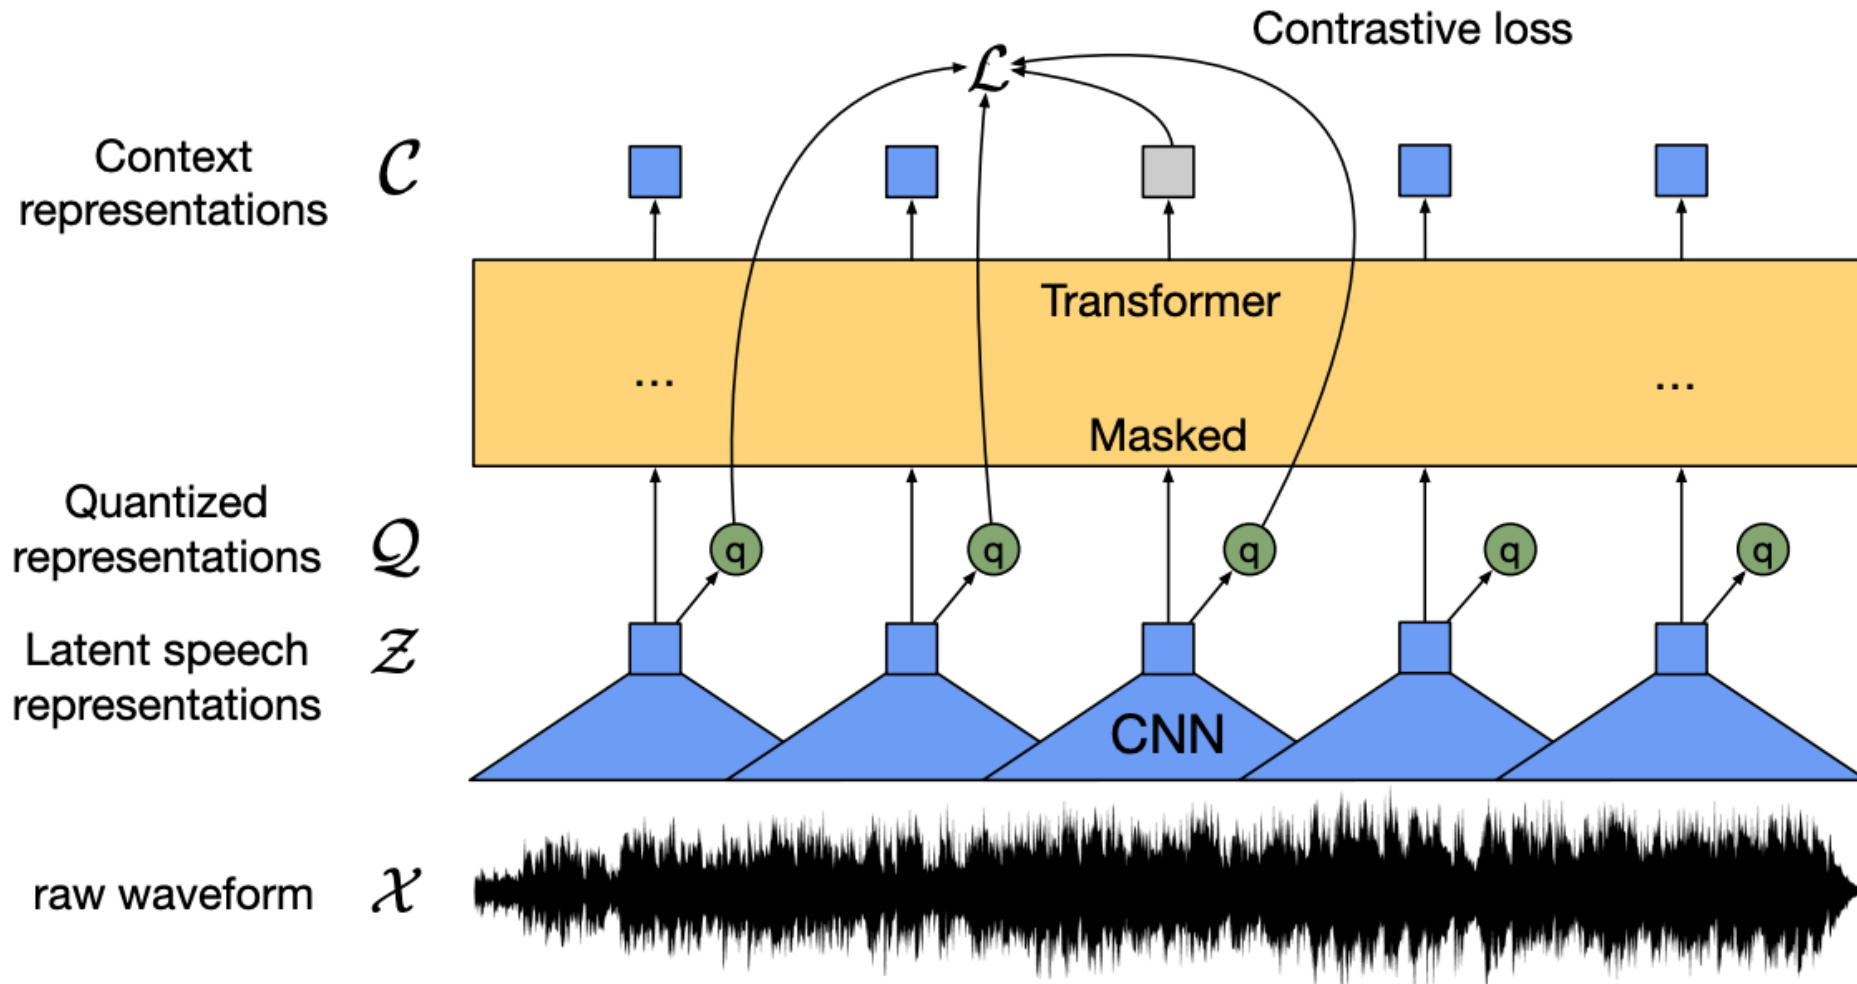 Contrastive loss
ℒ
Context
representations
𝒞
Transformer
...
...
Masked
Quantized
representations
𝒬
q
q
q
q
q
Latent speech
representations
𝒵
CNN
raw waveform
𝒳